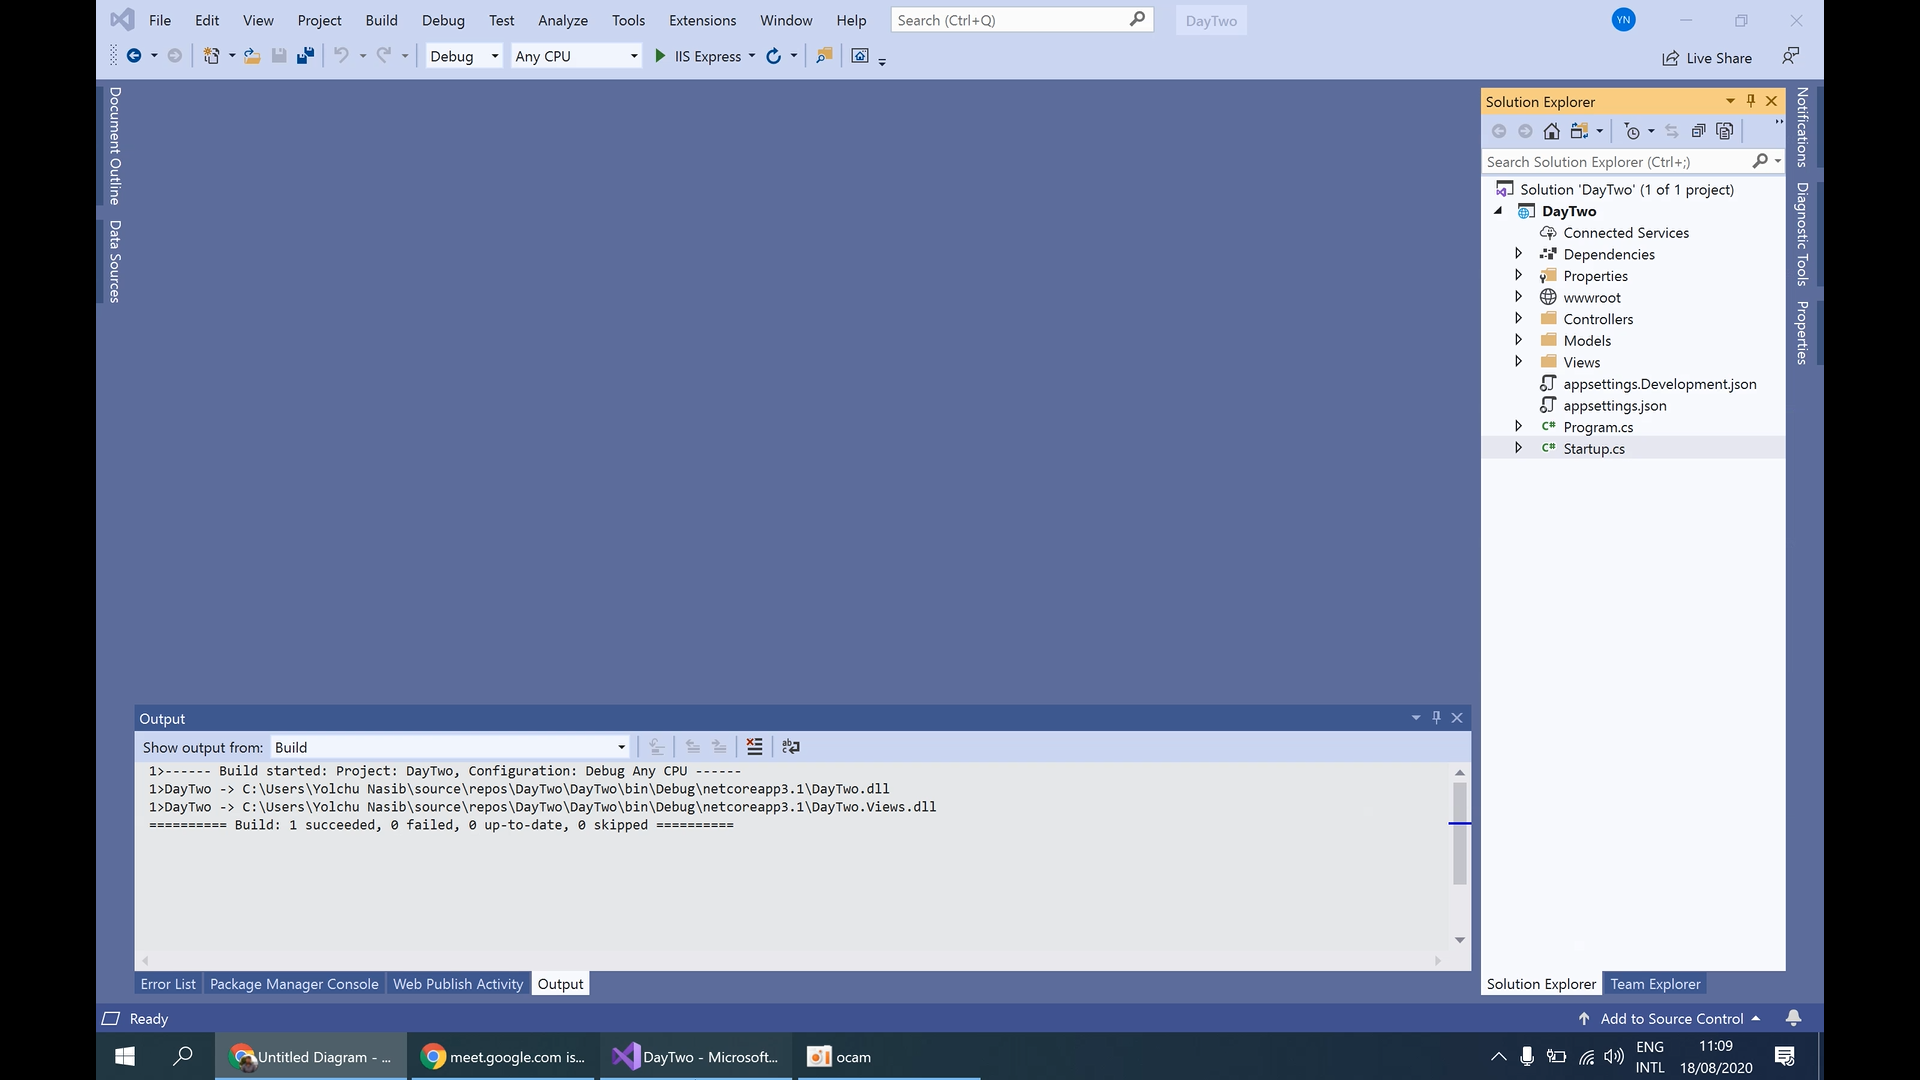 File Edit View Project Build Debug Test Analyze Tools Extensions Window Help Search (Ctrl+Q) DayTwo YN
Debug Any CPU IIS Express Live Share
Document Outline
Data Sources
Solution Explorer
Search Solution Explorer (Ctrl+;)
Solution 'DayTwo' (1 of 1 project)
DayTwo
Connected Services
Dependencies
Properties
wwwroot
Controllers
Models
Views
appsettings.Development.json
appsettings.json
C# Program.cs
C# Startup.cs
Notifications
Diagnostic Tools
Properties
Output
Show output from: Build
1>------ Build started: Project: DayTwo, Configuration: Debug Any CPU ------
1>DayTwo -> C:\Users\Yolchu Nasib\source\repos\DayTwo\DayTwo\bin\Debug\netcoreapp3.1\DayTwo.dll
1>DayTwo -> C:\Users\Yolchu Nasib\source\repos\DayTwo\DayTwo\bin\Debug\netcoreapp3.1\DayTwo.Views.dll
========== Build: 1 succeeded, 0 failed, 0 up-to-date, 0 skipped ==========
Error List Package Manager Console Web Publish Activity Output
Solution Explorer Team Explorer
Ready Add to Source Control
Untitled Diagram - ... meet.google.com is... DayTwo - Microsoft... ocam
ENG
INTL
11:09
18/08/2020